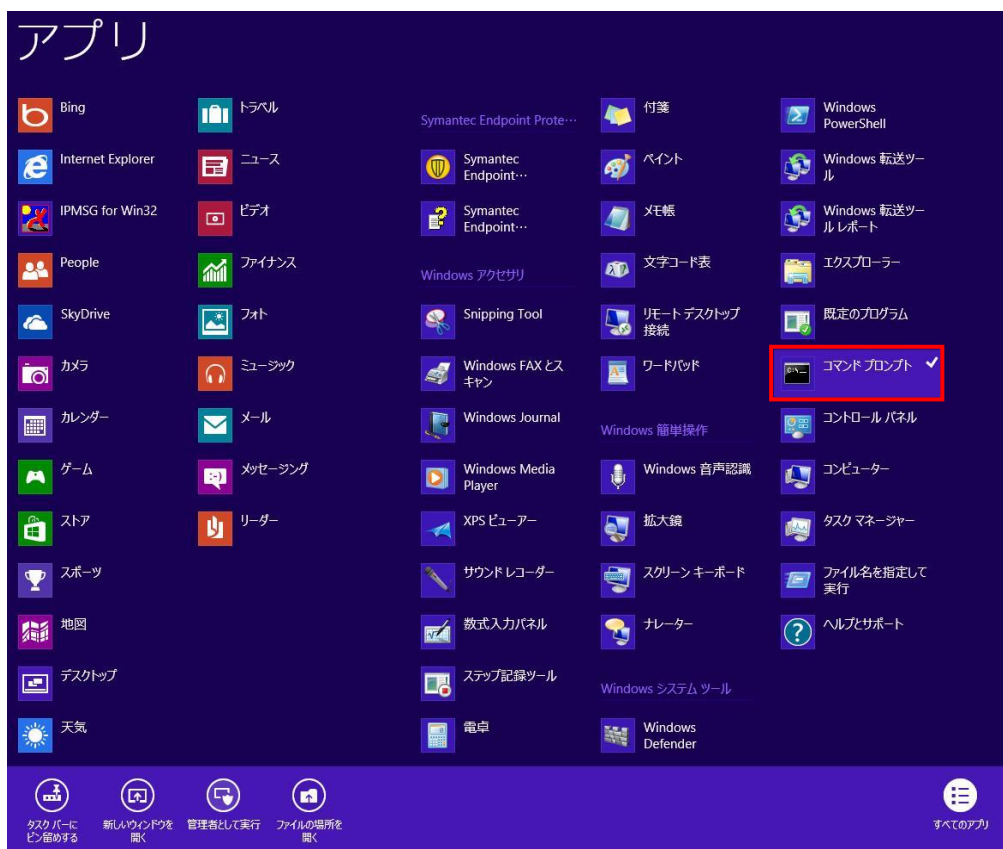 アプリ
Bing
Internet Explorer
IPMSG for Win32
People
SkyDrive
カメラ
カレンダー
ゲーム
ストア
スポーツ
地図
デスクトップ
天気
トラベル
ニュース
ビデオ
ファイナンス
フォト
ミュージック
メール
メッセージング
リーダー
Symantec Endpoint Prote…
Symantec
Endpoint…
Symantec
Endpoint…
Windows アクセサリ
Snipping Tool
Windows FAX とス
キャン
Windows Journal
Windows Media
Player
XPS ビューアー
サウンド レコーダー
数式入力パネル
ステップ記録ツール
電卓
付箋
ペイント
メモ帳
文字コード表
リモート デスクトップ
接続
ワードパッド
Windows 簡単操作
Windows 音声認識
拡大鏡
スクリーン キーボード
ナレーター
Windows システム ツール
Windows
Defender
Windows
PowerShell
Windows 転送ツー
ル
Windows 転送ツー
ル レポート
エクスプローラー
既定のプログラム
コマンド プロンプト
コントロール パネル
コンピューター
タスク マネージャー
ファイル名を指定して
実行
ヘルプとサポート
タスク バーに
ピン留めする
新しいウィンドウを
開く
管理者として実行
ファイルの場所を
開く
すべてのアプリ